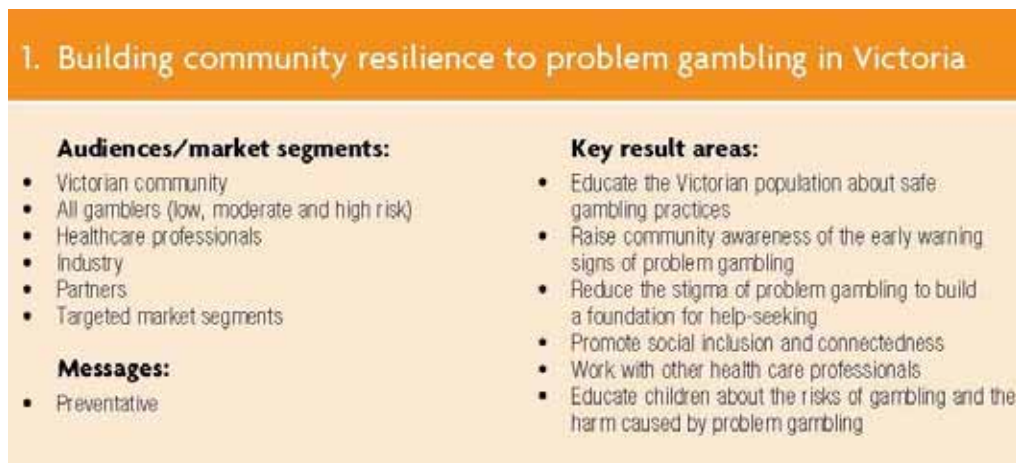 1. Building community resilience to problem gambling in Victoria
Audiences/market segments:
• Victorian community
• All gamblers (low, moderate and high risk)
• Healthcare professionals
• Industry
• Partners
• Targeted market segments
Messages:
• Preventative
Key result areas:
• Educate the Victorian population about safe
gambling practices
• Raise community awareness of the early warning
signs of problem gambling
• Reduce the stigma of problem gambling to build
a foundation for help-seeking
• Promote social inclusion and connectedness
• Work with other health care professionals
• Educate children about the risks of gambling and the
harm caused by problem gambling